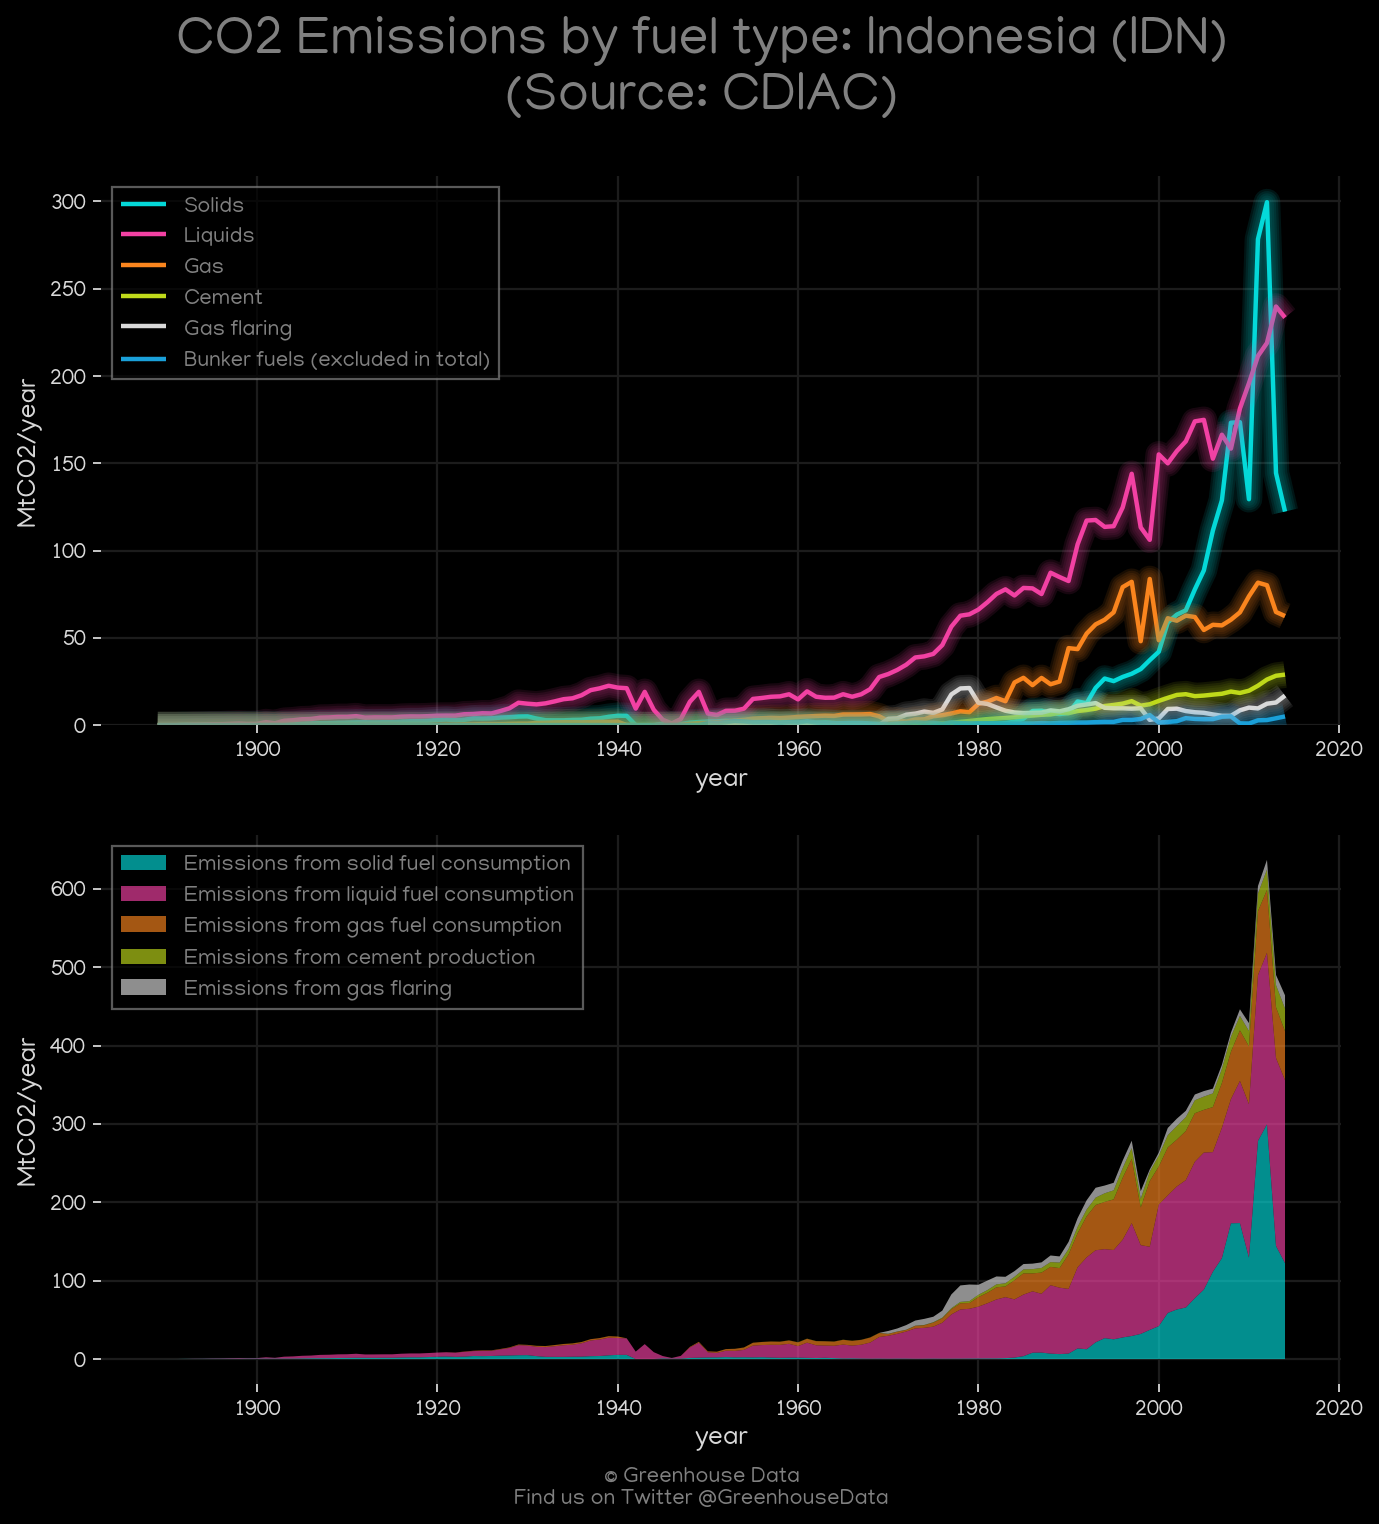 CO2 Emissions by fuel type: Indonesia (IDN)
(Source: CDIAC)
Solids
Liquids
Gas
Cement
Gas flaring
Bunker fuels (excluded in total)
MtCO2/year
300
250
200
150
100
50
0
1900 1920 1940 1960 1980 2000 2020
year
Emissions from solid fuel consumption
Emissions from liquid fuel consumption
Emissions from gas fuel consumption
Emissions from cement production
Emissions from gas flaring
MtCO2/year
600
500
400
300
200
100
0
1900 1920 1940 1960 1980 2000 2020
year
© Greenhouse Data
Find us on Twitter @GreenhouseData